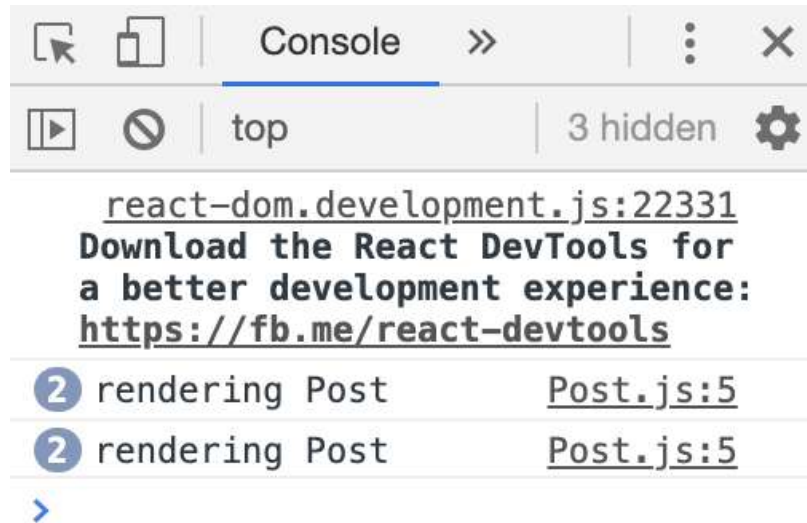 Console »
top 3 hidden
react-dom.development.js:22331
Download the React DevTools for
a better development experience:
https://fb.me/react-devtools
2 rendering Post Post.js:5
2 rendering Post Post.js:5
>